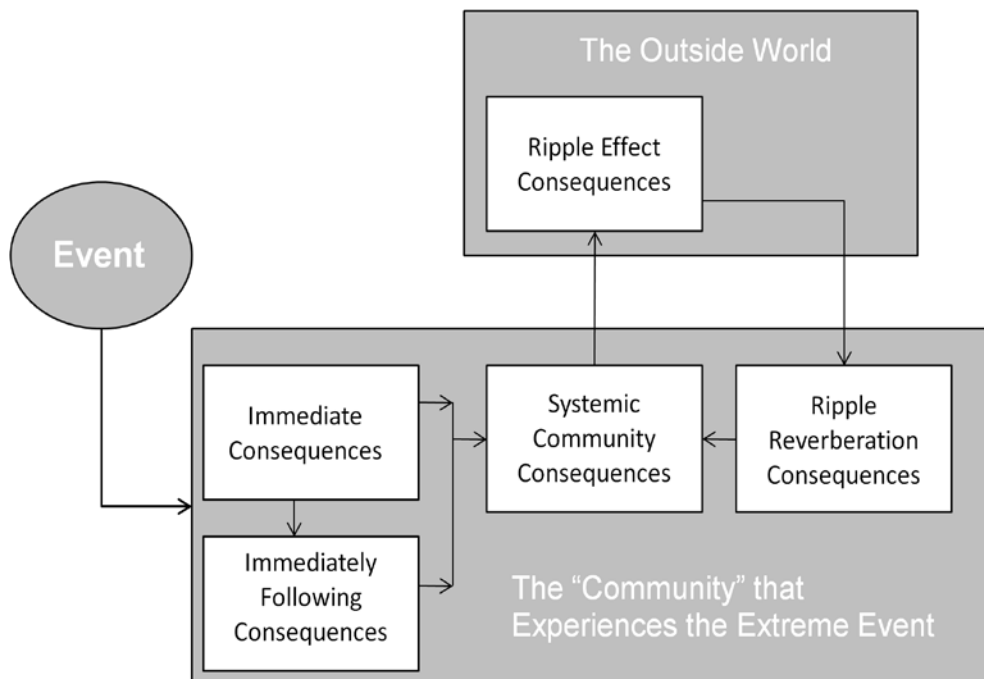 The Outside World
Ripple Effect
Consequences
Event
Immediate
Consequences
Systemic
Community
Consequences
Ripple
Reverberation
Consequences
Immediately
Following
Consequences
The “Community” that
Experiences the Extreme Event